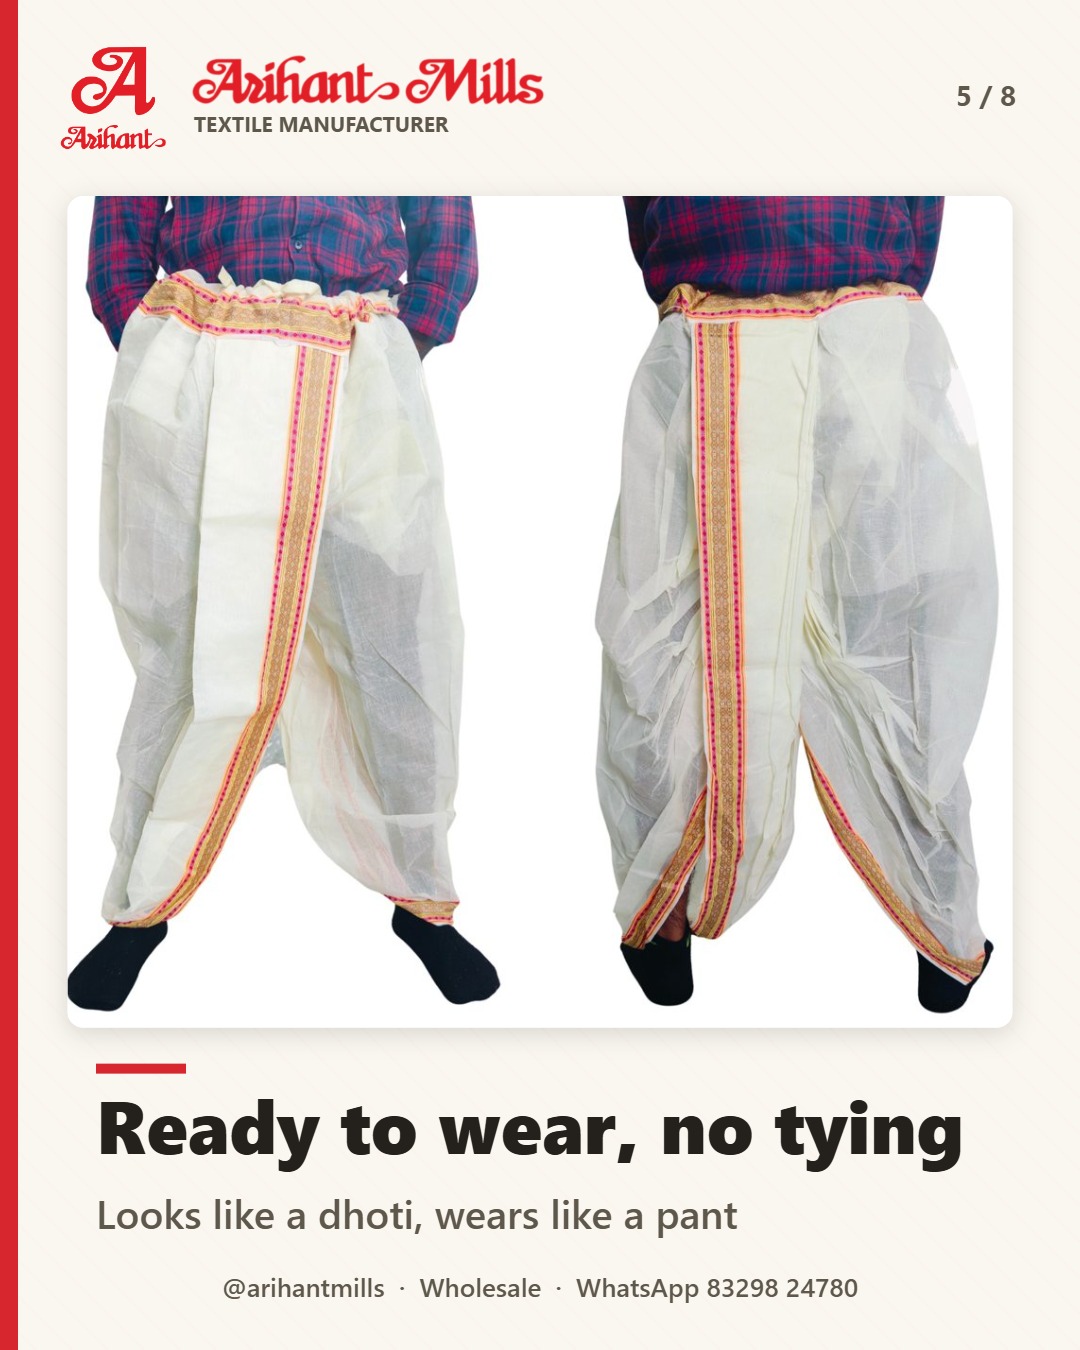 A
Arihant
Arihant Mills
TEXTILE MANUFACTURER
5 / 8
Ready to wear, no tying
Looks like a dhoti, wears like a pant
@arihantmills · Wholesale · WhatsApp 83298 24780